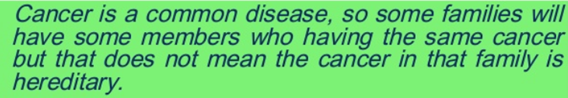 Cancer is a common disease, so some families will
have some members who having the same cancer
but that does not mean the cancer in that family is
hereditary.